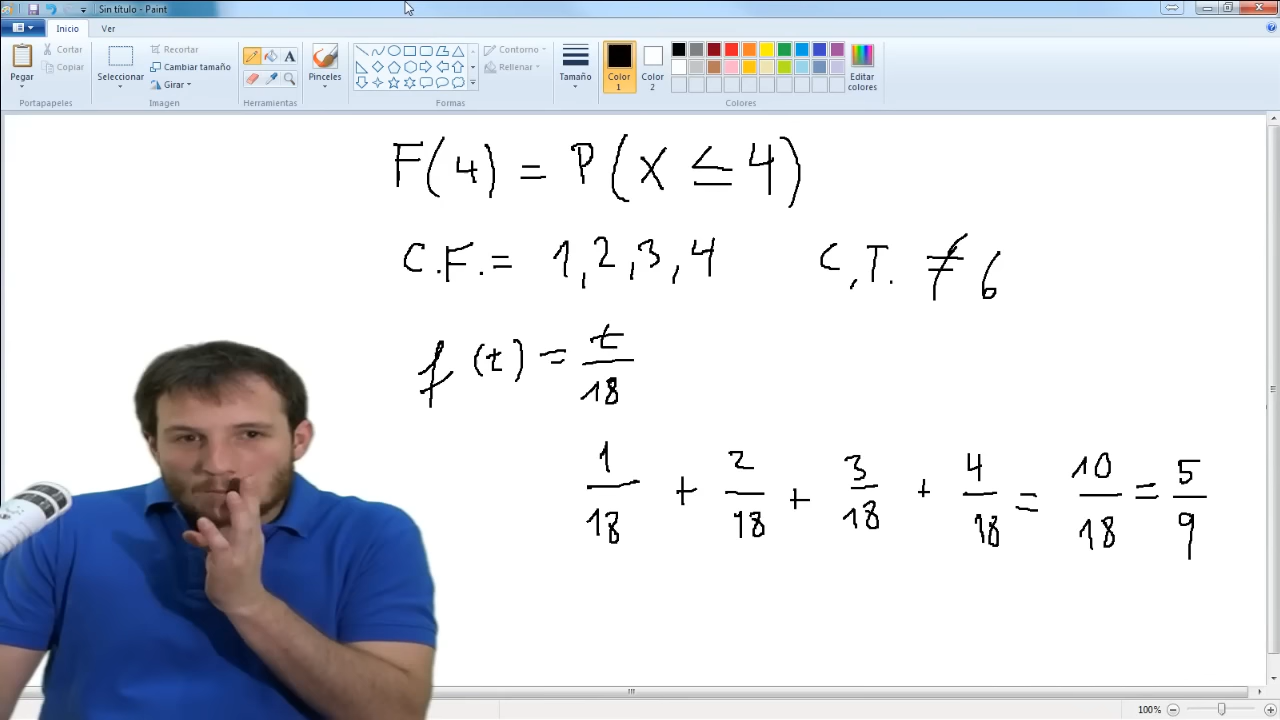 Sin título - Paint
Inicio Ver
Pegar
Cortar
Copiar
Portapapeles
Seleccionar
Recortar
Cambiar tamaño
Girar
Imagen
A
Herramientas
Pinceles
Contorno
Rellenar
Formas
Tamaño
Color 1
Color 2
Editar colores
Colores
F(4) = P(X ≤ 4)
C.F. = 1,2,3,4 C.T. ≠ 6
f(t) = t/18
1/18 + 2/18 + 3/18 + 4/18 = 10/18 = 5/9
100%